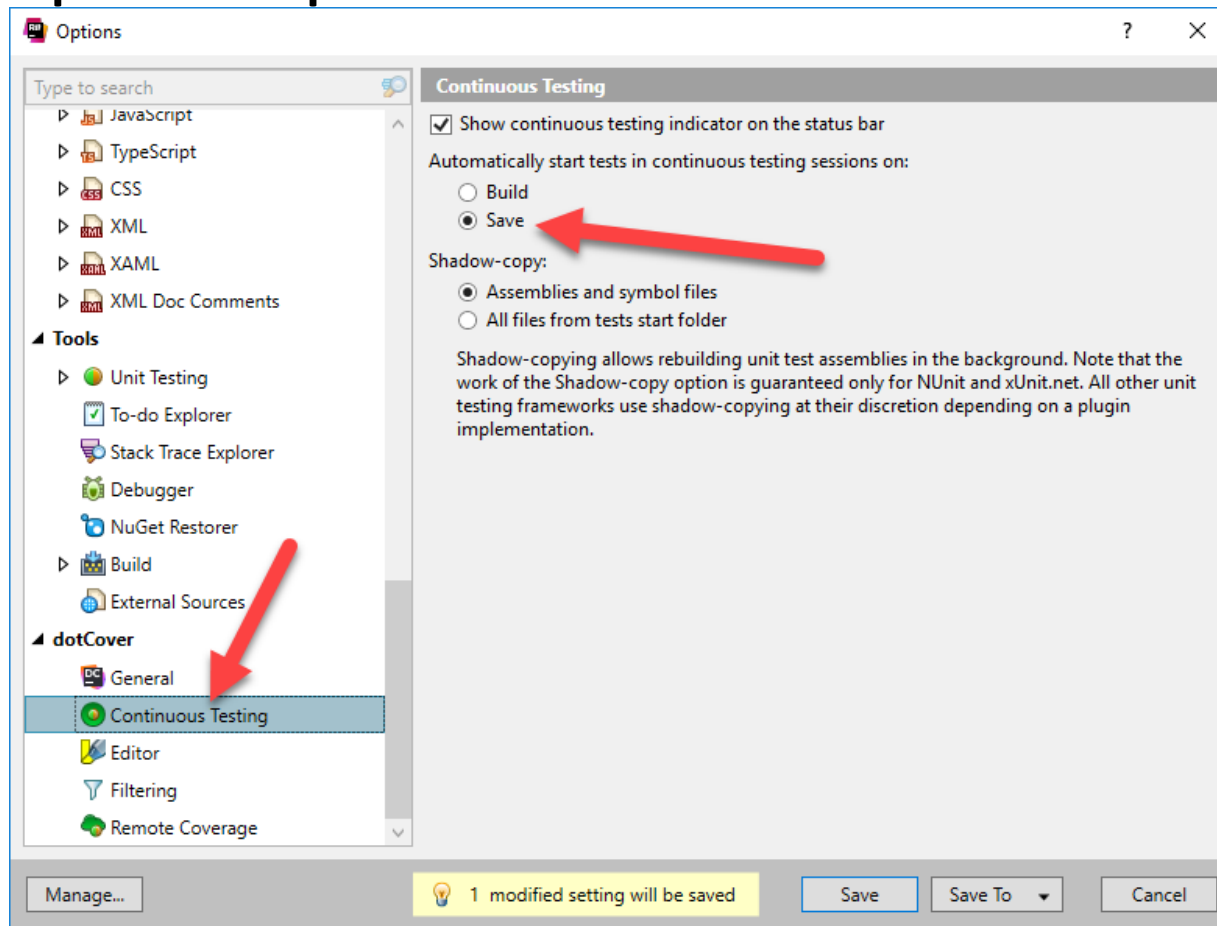 Options
?
Type to search
JavaScript
TypeScript
CSS
XML
XAML
XML Doc Comments
Tools
Unit Testing
To-do Explorer
Stack Trace Explorer
Debugger
NuGet Restorer
Build
External Sources
dotCover
General
Continuous Testing
Editor
Filtering
Remote Coverage
Continuous Testing
Show continuous testing indicator on the status bar
Automatically start tests in continuous testing sessions on:
Build
Save
Shadow-copy:
Assemblies and symbol files
All files from tests start folder
Shadow-copying allows rebuilding unit test assemblies in the background. Note that the
work of the Shadow-copy option is guaranteed only for NUnit and xUnit.net. All other unit
testing frameworks use shadow-copying at their discretion depending on a plugin
implementation.
Manage...
1 modified setting will be saved
Save
Save To
Cancel